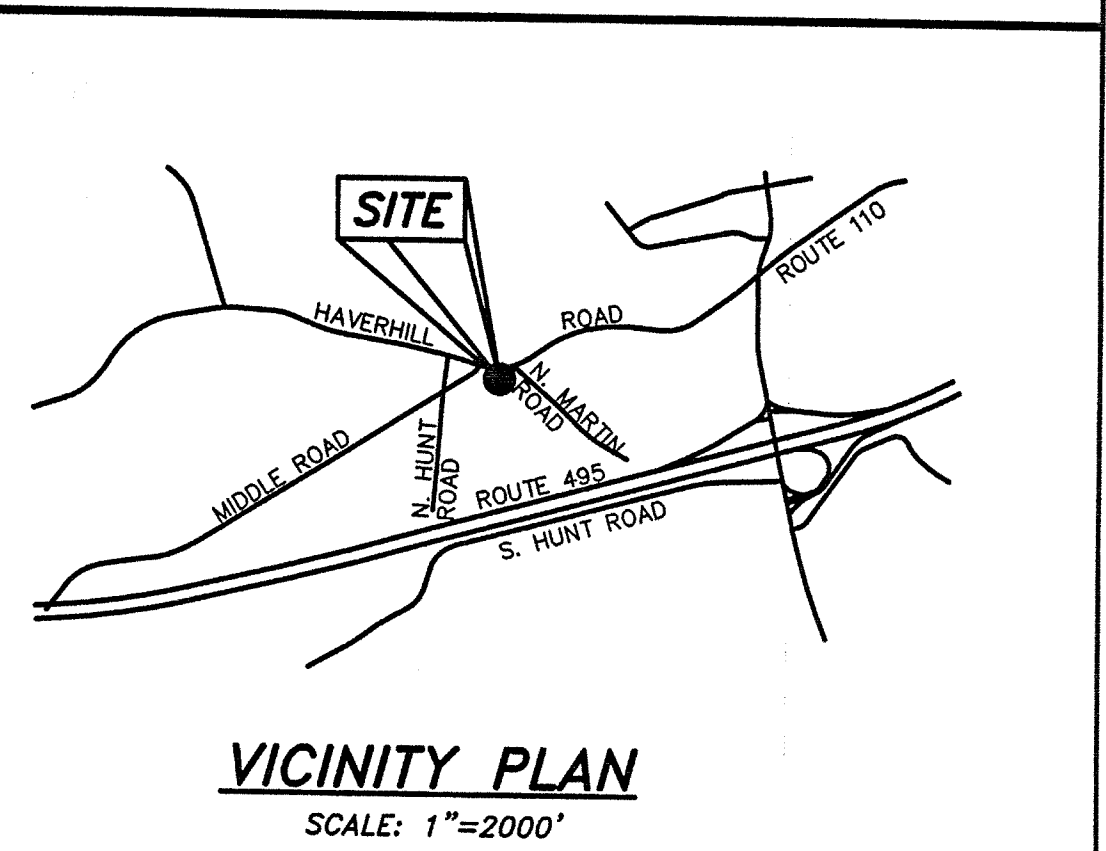 SITE
HAVERHILL
ROAD
ROUTE 110
N. MARTIN
ROAD
MIDDLE ROAD
N. HUNT
ROAD
ROUTE 495
S. HUNT ROAD
VICINITY PLAN
SCALE: 1"=2000'